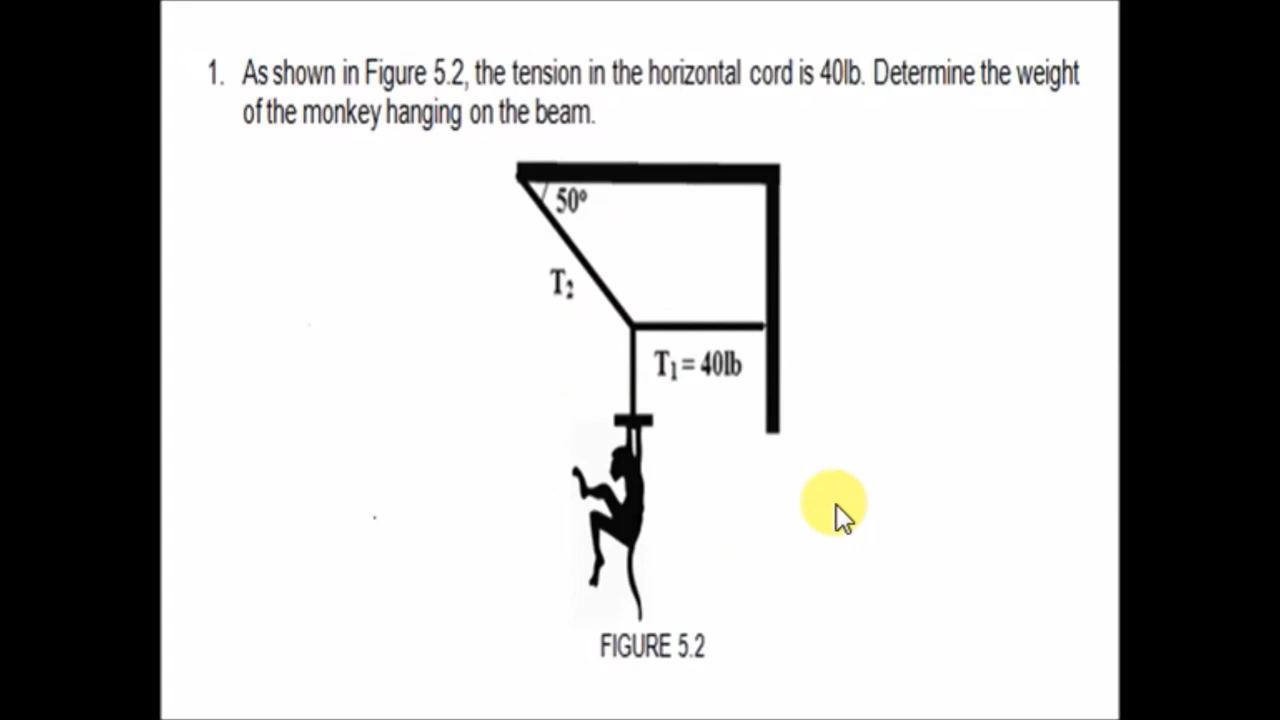 1. As shown in Figure 5.2, the tension in the horizontal cord is 40lb. Determine the weight
of the monkey hanging on the beam.
50º
T₂
T₁ = 40lb
FIGURE 5.2